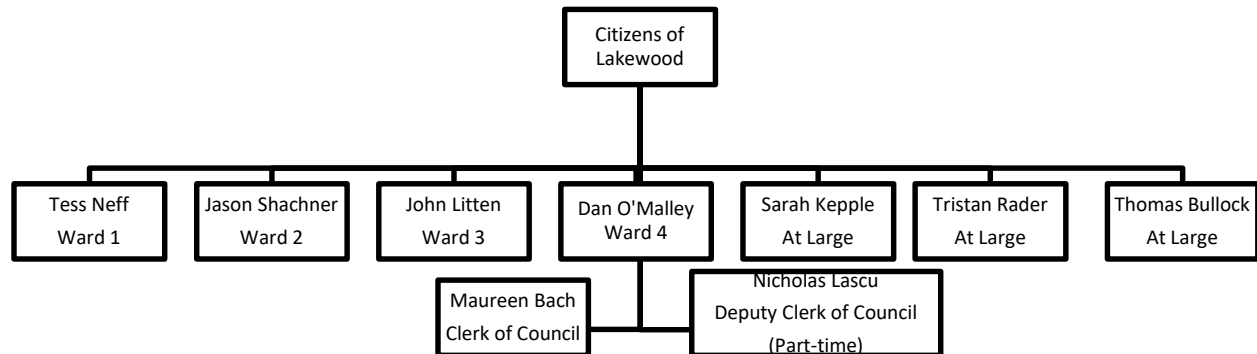 Citizens of
Lakewood
Tess Neff
Ward 1
Jason Shachner
Ward 2
John Litten
Ward 3
Dan O'Malley
Ward 4
Sarah Kepple
At Large
Tristan Rader
At Large
Thomas Bullock
At Large
Maureen Bach
Clerk of Council
Nicholas Lascu
Deputy Clerk of Council
(Part-time)